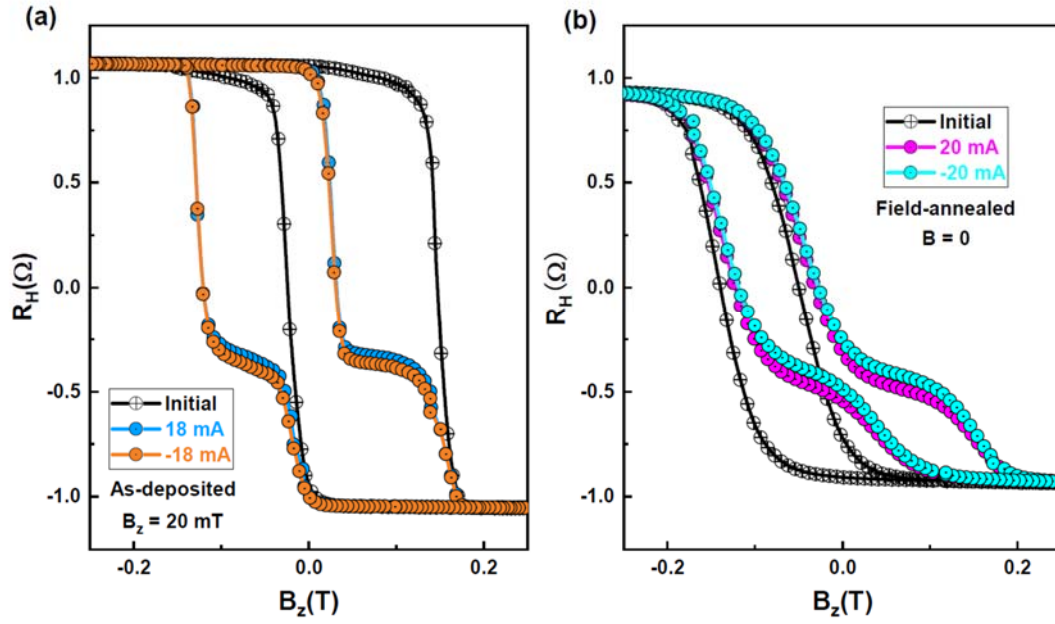 (a)
1.0
0.5
0.0
-0.5
-1.0
R_H(Ω)
Initial
18 mA
-18 mA
As-deposited
B_z = 20 mT
-0.2
0.0
0.2
B_z(T)
(b)
1.0
0.5
0.0
-0.5
-1.0
R_H(Ω)
Initial
20 mA
-20 mA
Field-annealed
B = 0
-0.2
0.0
0.2
B_z(T)